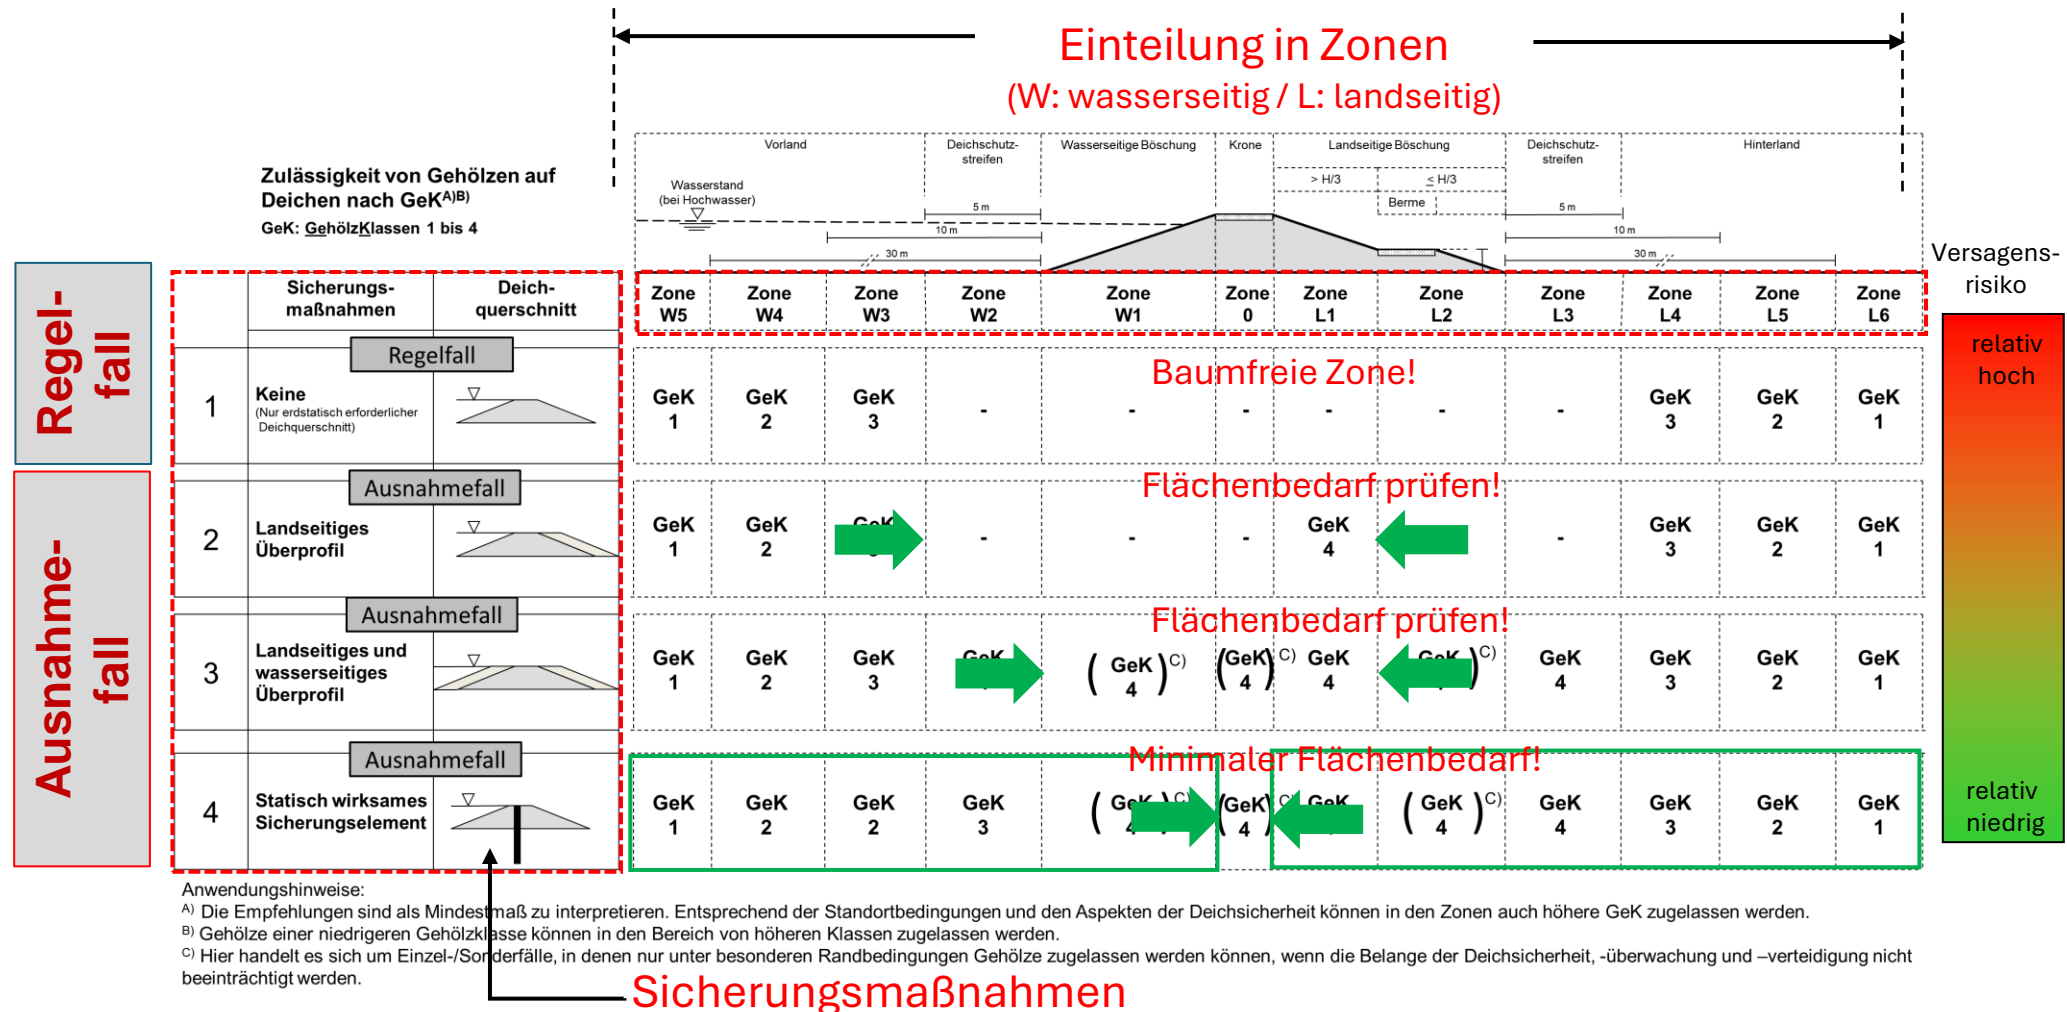 Einteilung in Zonen
(W: wasserseitig / L: landseitig)
Zulässigkeit von Gehölzen auf
Deichen nach GeK^A)B)
GeK: GehölzKlassen 1 bis 4
Vorland
Deichschutz-
streifen
Wasserseitige Böschung
Krone
Landseitige Böschung
Deichschutz-
streifen
Hinterland
> H/3
≤ H/3
Berme
Wasserstand
(bei Hochwasser)
5 m
5 m
10 m
10 m
30 m
30 m
Versagens-
risiko
relativ
hoch
relativ
niedrig
Regel-
fall
Ausnahme-
fall
Sicherungs-
maßnahmen
Deich-
querschnitt
Zone W5
Zone W4
Zone W3
Zone W2
Zone W1
Zone 0
Zone L1
Zone L2
Zone L3
Zone L4
Zone L5
Zone L6
Regelfall
Baumfreie Zone!
1
Keine
(Nur erdstatisch erforderlicher
Deichquerschnitt)
GeK 1
GeK 2
GeK 3
-
-
-
-
-
-
GeK 3
GeK 2
GeK 1
Ausnahmefall
Flächenbedarf prüfen!
2
Landseitiges
Überprofil
GeK 1
GeK 2
GeK
-
-
-
GeK 4
-
GeK 3
GeK 2
GeK 1
Ausnahmefall
Flächenbedarf prüfen!
3
Landseitiges und
wasserseitiges
Überprofil
GeK 1
GeK 2
GeK 3
GeK
(GeK 4)^C)
(GeK 4)^C)
GeK 4
GeK )^C)
GeK 4
GeK 3
GeK 2
GeK 1
Ausnahmefall
Minimaler Flächenbedarf!
4
Statisch wirksames
Sicherungselement
GeK 1
GeK 2
GeK 2
GeK 3
(GeK 4)^C)
(GeK 4)^C)
GeK
(GeK 4)^C)
GeK 4
GeK 3
GeK 2
GeK 1
Anwendungshinweise:
A) Die Empfehlungen sind als Mindestmaß zu interpretieren. Entsprechend der Standortbedingungen und den Aspekten der Deichsicherheit können in den Zonen auch höhere GeK zugelassen werden.
B) Gehölze einer niedrigeren Gehölzklasse können in den Bereich von höheren Klassen zugelassen werden.
C) Hier handelt es sich um Einzel-/Sonderfälle, in denen nur unter besonderen Randbedingungen Gehölze zugelassen werden können, wenn die Belange der Deichsicherheit, -überwachung und –verteidigung nicht
beeinträchtigt werden.
Sicherungsmaßnahmen